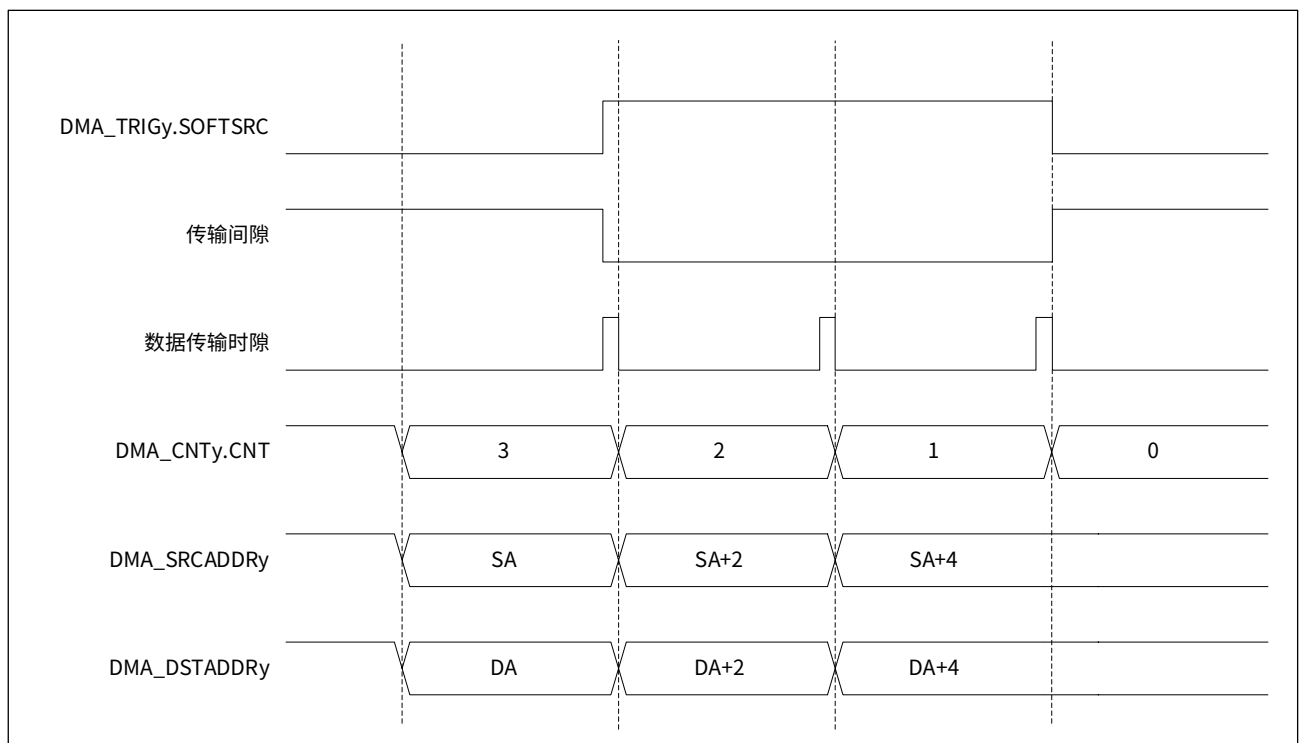 DMA_TRIGy.SOFTSRC
传输间隙
数据传输时隙
DMA_CNTy.CNT 3 2 1 0
DMA_SRCADDRy SA SA+2 SA+4
DMA_DSTADDRy DA DA+2 DA+4